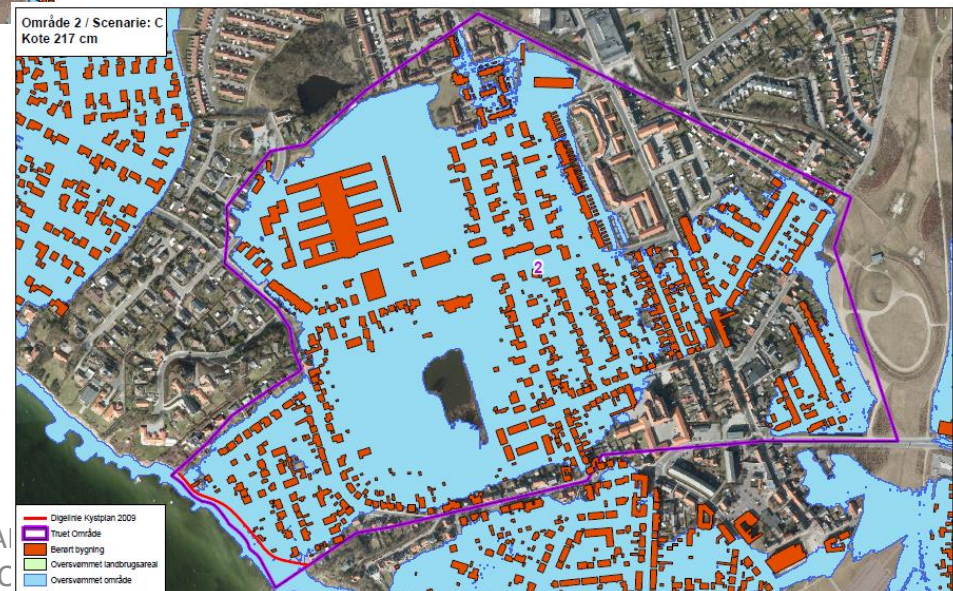 Område 2 / Scenarie: C
Kote 217 cm
2
Digelinie Kystplan 2009
Truet Område
Berørt bygning
Oversvømmet landbrugsareal
Oversvømmet område